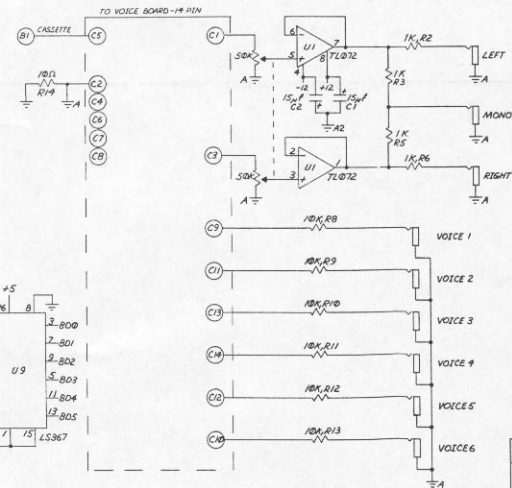 TO VOICE BOARD-14 PIN
B1 CASSETTE C5
10Ω
R14
A
C2
C4
C6
C7
C8
C1
50K
A
6
5
U1
7
TL072
4
8
-12
+12
15µf
C2
15µf
C1
A2
1K, R2
LEFT
A
1K
R3
MONO
A
1K
R5
1K, R6
RIGHT
A
C3
50K
A
2
3
U1
1
TL072
C9 10K, R8 VOICE 1
C11 10K, R9 VOICE 2
C13 10K, R10 VOICE 3
C14 10K, R11 VOICE 4
C12 10K, R12 VOICE 5
C10 10K, R13 VOICE 6
A
+5
16 8
U9
3 BD0
7 BD1
9 BD2
5 BD3
11 BD4
13 BD5
1 15 LS367